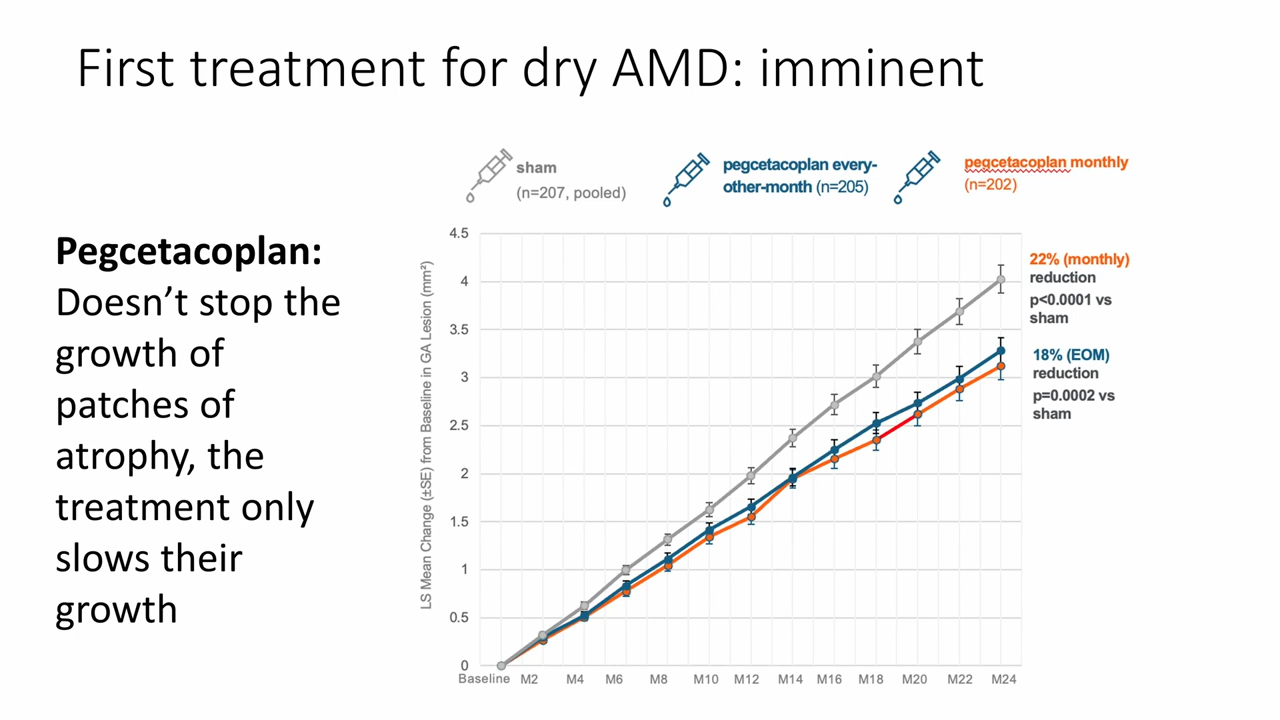 First treatment for dry AMD: imminent
sham
(n=207, pooled)
pegcetacoplan every-
other-month (n=205)
pegcetacoplan monthly
(n=202)
Pegcetacoplan:
Doesn’t stop the
growth of
patches of
atrophy, the
treatment only
slows their
growth
LS Mean Change (±SE) from Baseline in GA Lesion (mm²)
4.5
4
3.5
3
2.5
2
1.5
1
0.5
0
Baseline M2 M4 M6 M8 M10 M12 M14 M16 M18 M20 M22 M24
22% (monthly)
reduction
p<0.0001 vs
sham
18% (EOM)
reduction
p=0.0002 vs
sham